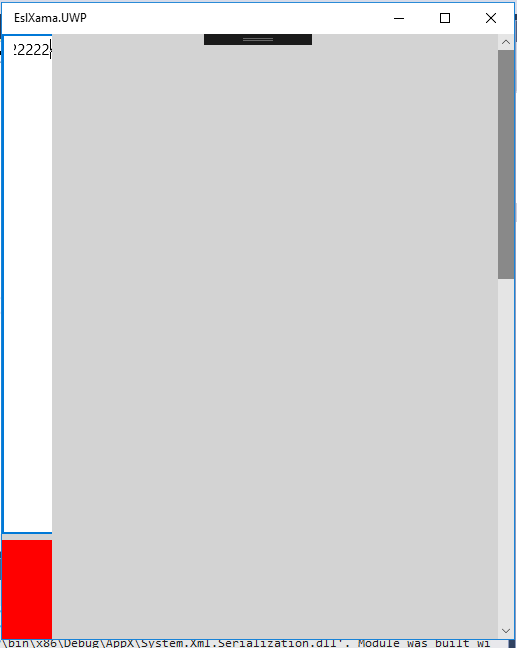 EslXama.UWP
22222
\bin\x86\Debug\AppX\System.Xml.Serialization.dll'. Module was built wi